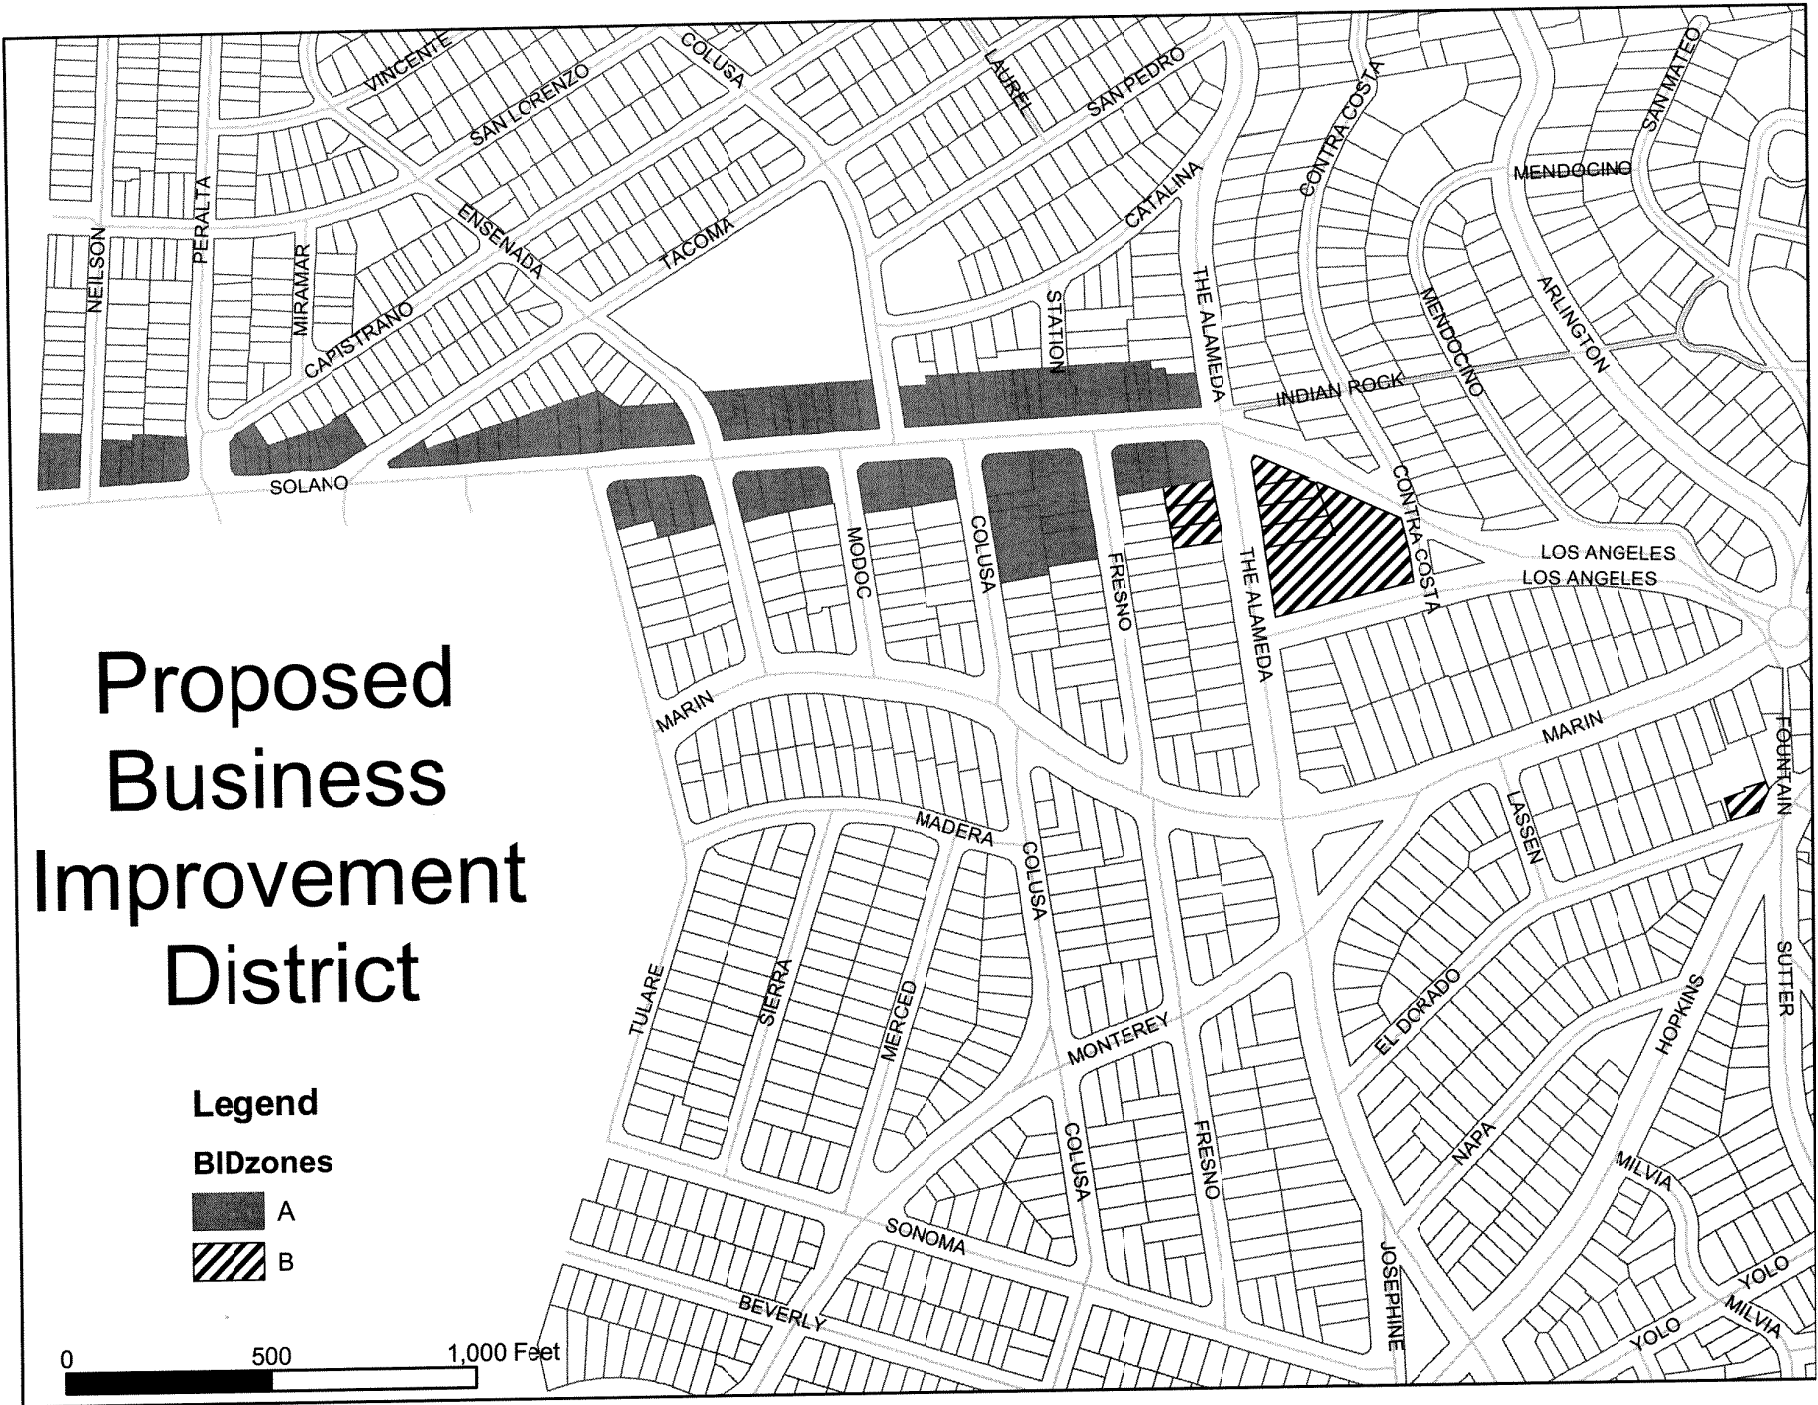 VINCENTE
COLUSA
SAN LORENZO
LAUREL
SAN PEDRO
CONTRA COSTA
SAN MATEO
MENDOCINO
PERALTA
NEILSON
MIRAMAR
ENSENADA
TACOMA
CATALINA
CAPISTRANO
STATION
THE ALAMEDA
MENDOCINO
ARLINGTON
INDIAN ROCK
SOLANO
MODOC
COLUSA
FRESNO
THE ALAMEDA
CONTRA COSTA
LOS ANGELES
LOS ANGELES
MARIN
MARIN
FOUNTAIN
LASSEN
MADERA
COLUSA
TULARE
SIERRA
MERCED
MONTEREY
EL DORADO
HOPKINS
SUTTER
COLUSA
FRESNO
NAPA
MILVIA
SONOMA
JOSEPHINE
BEVERLY
YOLO
YOLO
MILVIA
Proposed
Business
Improvement
District
Legend
BIDzones
A
B
0 500 1,000 Feet